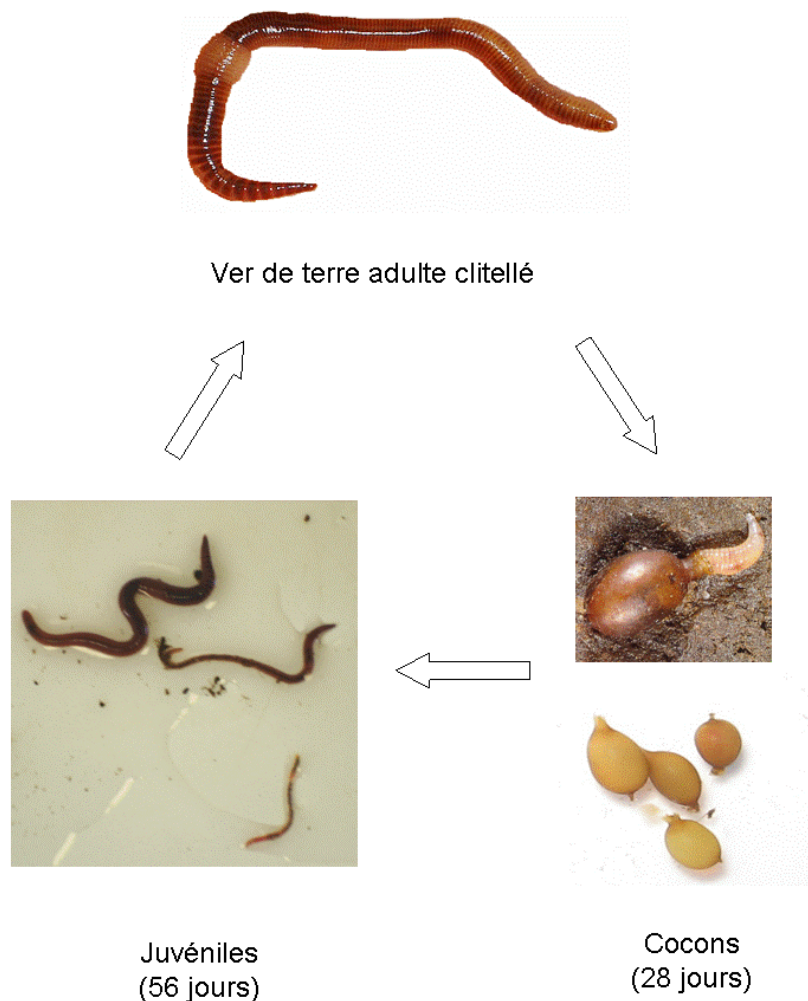 Ver de terre adulte clitellé
Juvéniles
(56 jours)
Cocons
(28 jours)